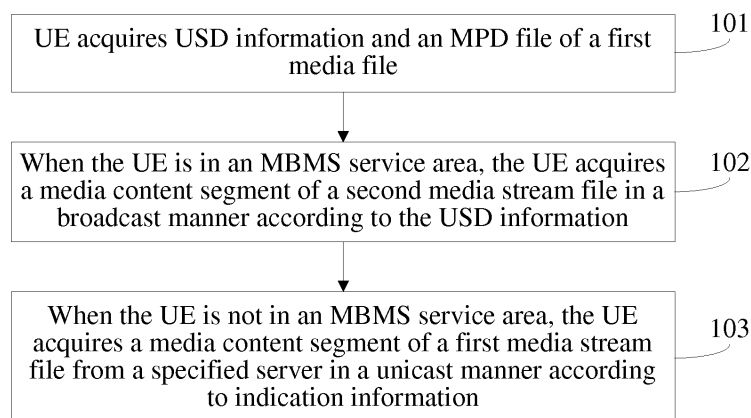 UE acquires USD information and an MPD file of a first
media file
101
When the UE is in an MBMS service area, the UE acquires
a media content segment of a second media stream file in a
broadcast manner according to the USD information
102
When the UE is not in an MBMS service area, the UE
acquires a media content segment of a first media stream
file from a specified server in a unicast manner according
to indication information
103